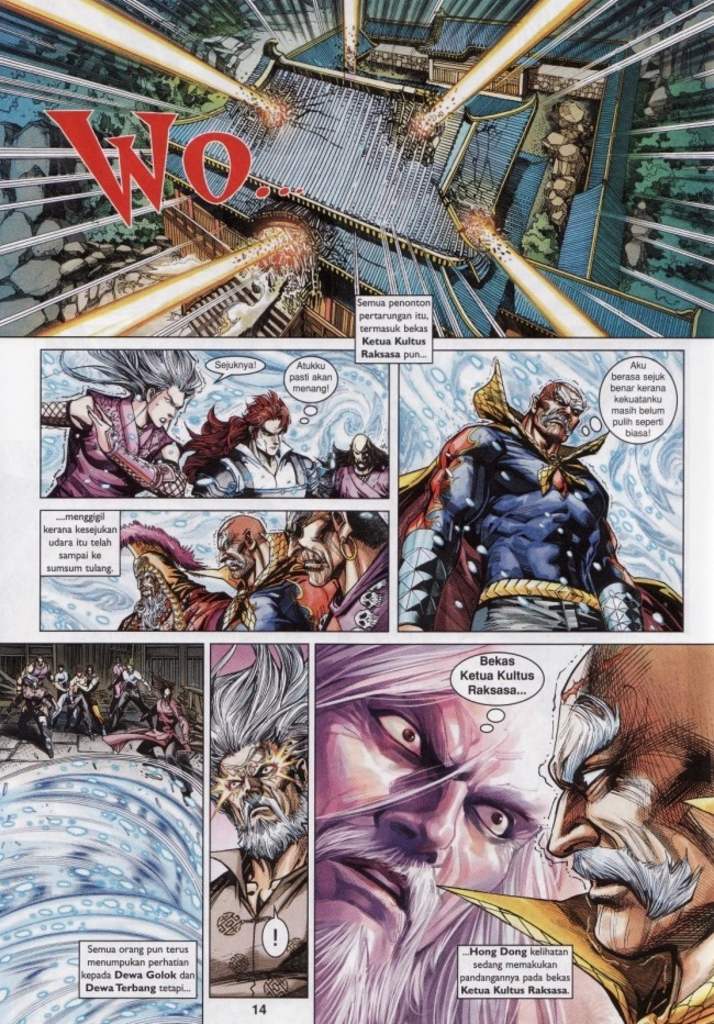 WO...
Semua penonton
pertarungan itu,
termasuk bekas
Ketua Kultus
Raksasa pun...
Sejuknya!
Atukku
pasti akan
menang!
Aku
berasa sejuk
benar kerana
kekuatanku
masih belum
pulih seperti
biasa!
....menggigil
kerana kesejukan
udara itu telah
sampai ke
sumsum tulang.
Semua orang pun terus
menumpukan perhatian
kepada Dewa Golok dan
Dewa Terbang tetapi...
!
Bekas
Ketua Kultus
Raksasa...
...Hong Dong kelihatan
sedang memakukan
pandangannya pada bekas
Ketua Kultus Raksasa.
14